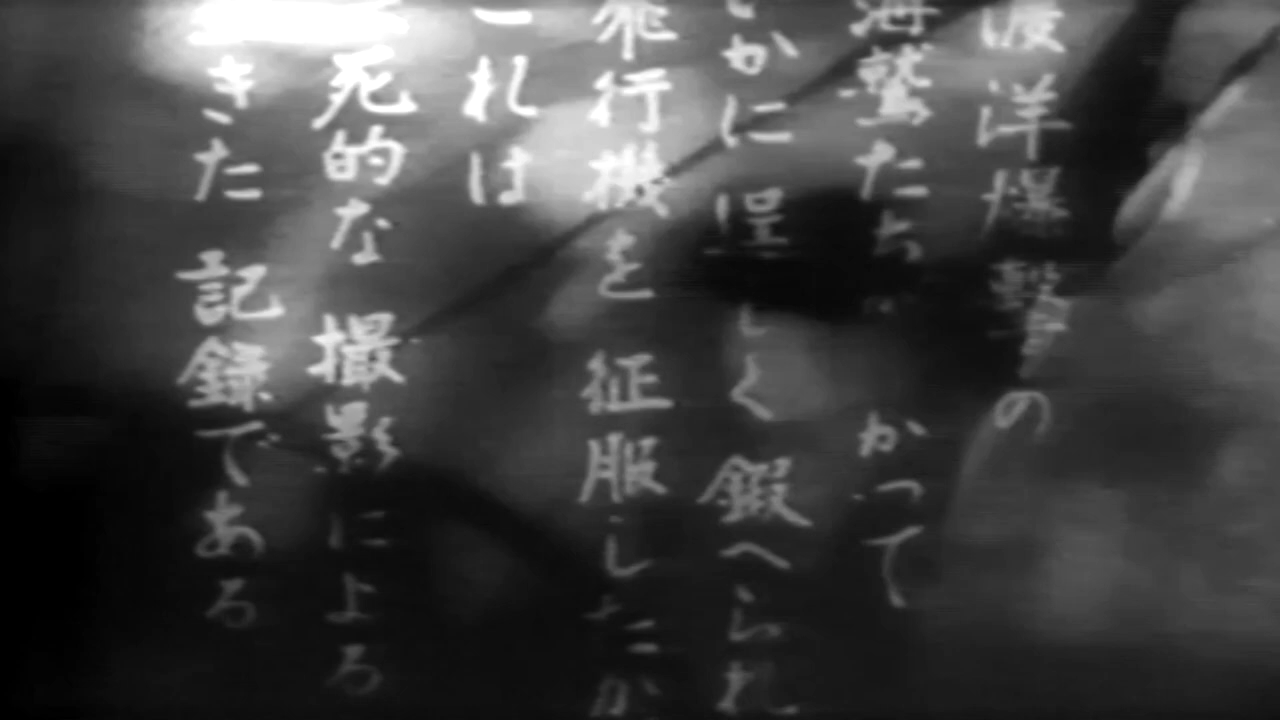 渡洋爆撃の
海鷲たちが かって
いかに 逞しく 鍛へられ
飛行機を 征服したか
これは
死的な 撮影による
きた 記録である